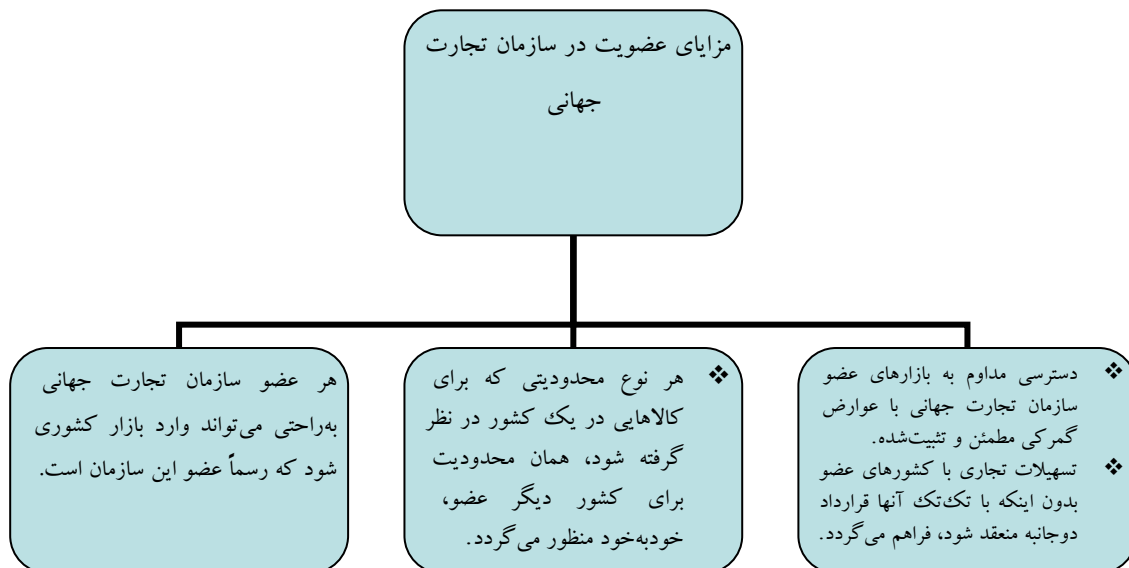 مزایای عضویت در سازمان تجارت
جهانی
❖ دسترسی مداوم به بازارهای عضو
سازمان تجارت جهانی با عوارض
گمرکی مطمئن و تثبیت‌شده.
❖ تسهیلات تجاری با کشورهای عضو
بدون اینکه با تک‌تک آنها قرارداد
دوجانبه منعقد شود، فراهم می‌گردد.
❖ هر نوع محدودیتی که برای
کالاهایی در یک کشور در نظر
گرفته شود، همان محدودیت
برای کشور دیگر عضو،
خودبه‌خود منظور می‌گردد.
هر عضو سازمان تجارت جهانی
به‌راحتی می‌تواند وارد بازار کشوری
شود که رسماً عضو این سازمان است.